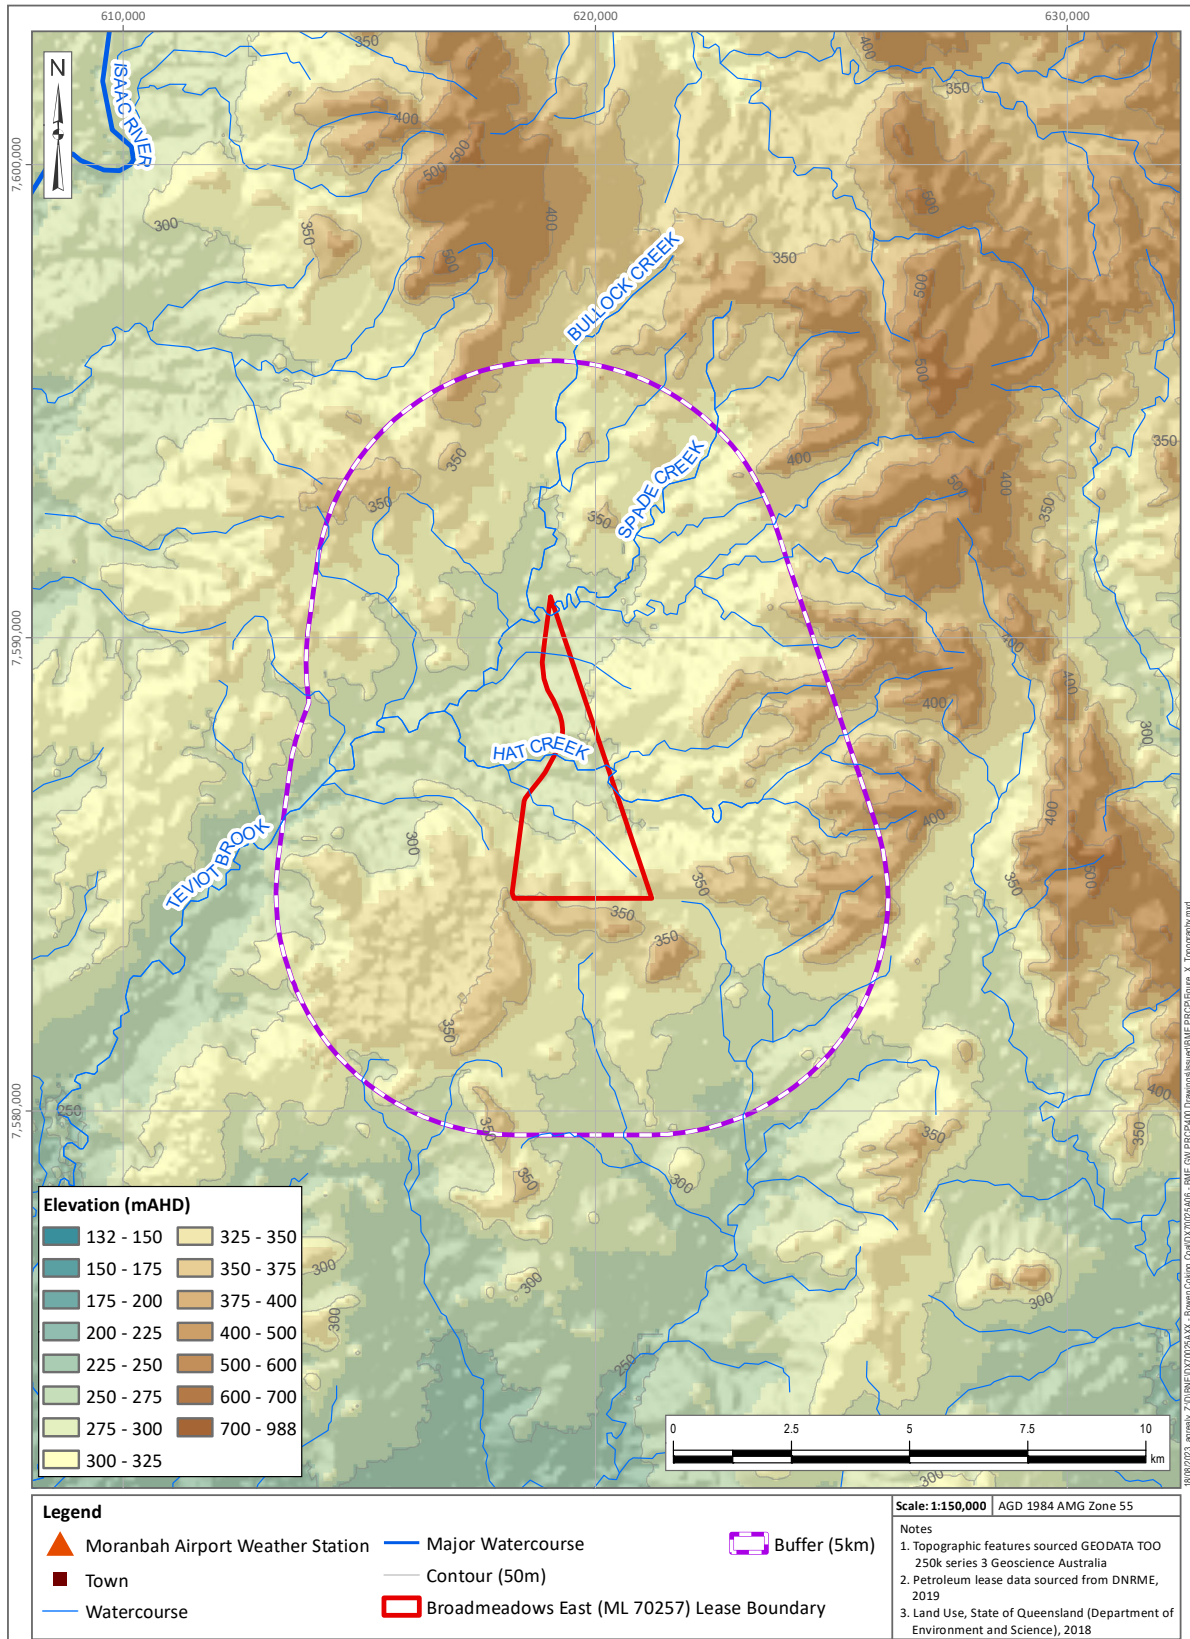 610,000
620,000
630,000
7,600,000
7,590,000
7,580,000
N
ISAAC RIVER
BULLOCK CREEK
SPADE CREEK
HAT CREEK
TEVIOT BROOK
350
400
350
400
500
500
300
350
400
500
500
350
500
500
350
350
350
400
500
400
350
350
400
400
400
300
300
400
400
350
500
350
350
350
350
250
350
400
350
350
350
300
300
300
300
300
250
300
Elevation (mAHD)
132 - 150
150 - 175
175 - 200
200 - 225
225 - 250
250 - 275
275 - 300
300 - 325
325 - 350
350 - 375
375 - 400
400 - 500
500 - 600
600 - 700
700 - 988
0 2.5 5 7.5 10
km
Legend
Moranbah Airport Weather Station
Town
Watercourse
Major Watercourse
Contour (50m)
Broadmeadows East (ML 70257) Lease Boundary
Buffer (5km)
Scale: 1:150,000 AGD 1984 AMG Zone 55
Notes
1. Topographic features sourced GEODATA TOO
250k series 3 Geoscience Australia
2. Petroleum lease data sourced from DNRME,
2019
3. Land Use, State of Queensland (Department of
Environment and Science), 2018